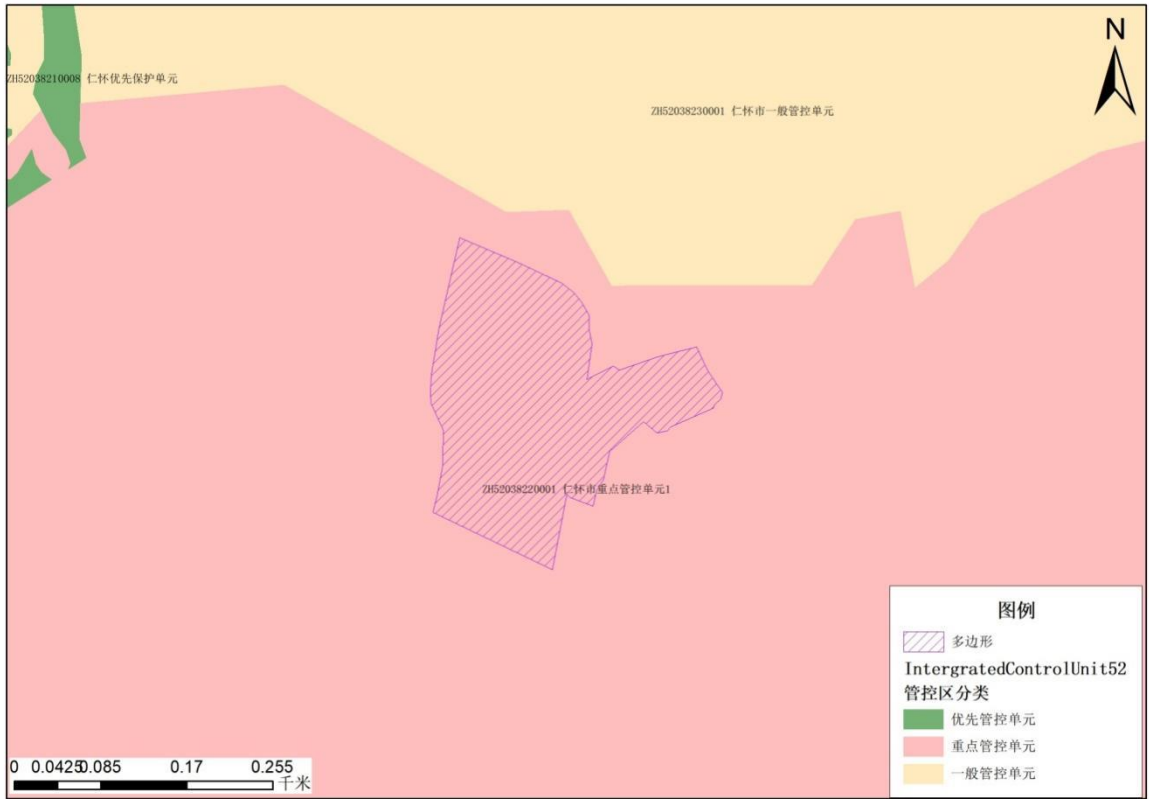 N
ZH52038210008 仁怀优先保护单元
ZH52038230001 仁怀市一般管控单元
ZH52038220001 仁怀市重点管控单元1
图例
多边形
IntergratedControlUnit52
管控区分类
优先管控单元
重点管控单元
一般管控单元
0 0.0425 0.085 0.17 0.255
千米